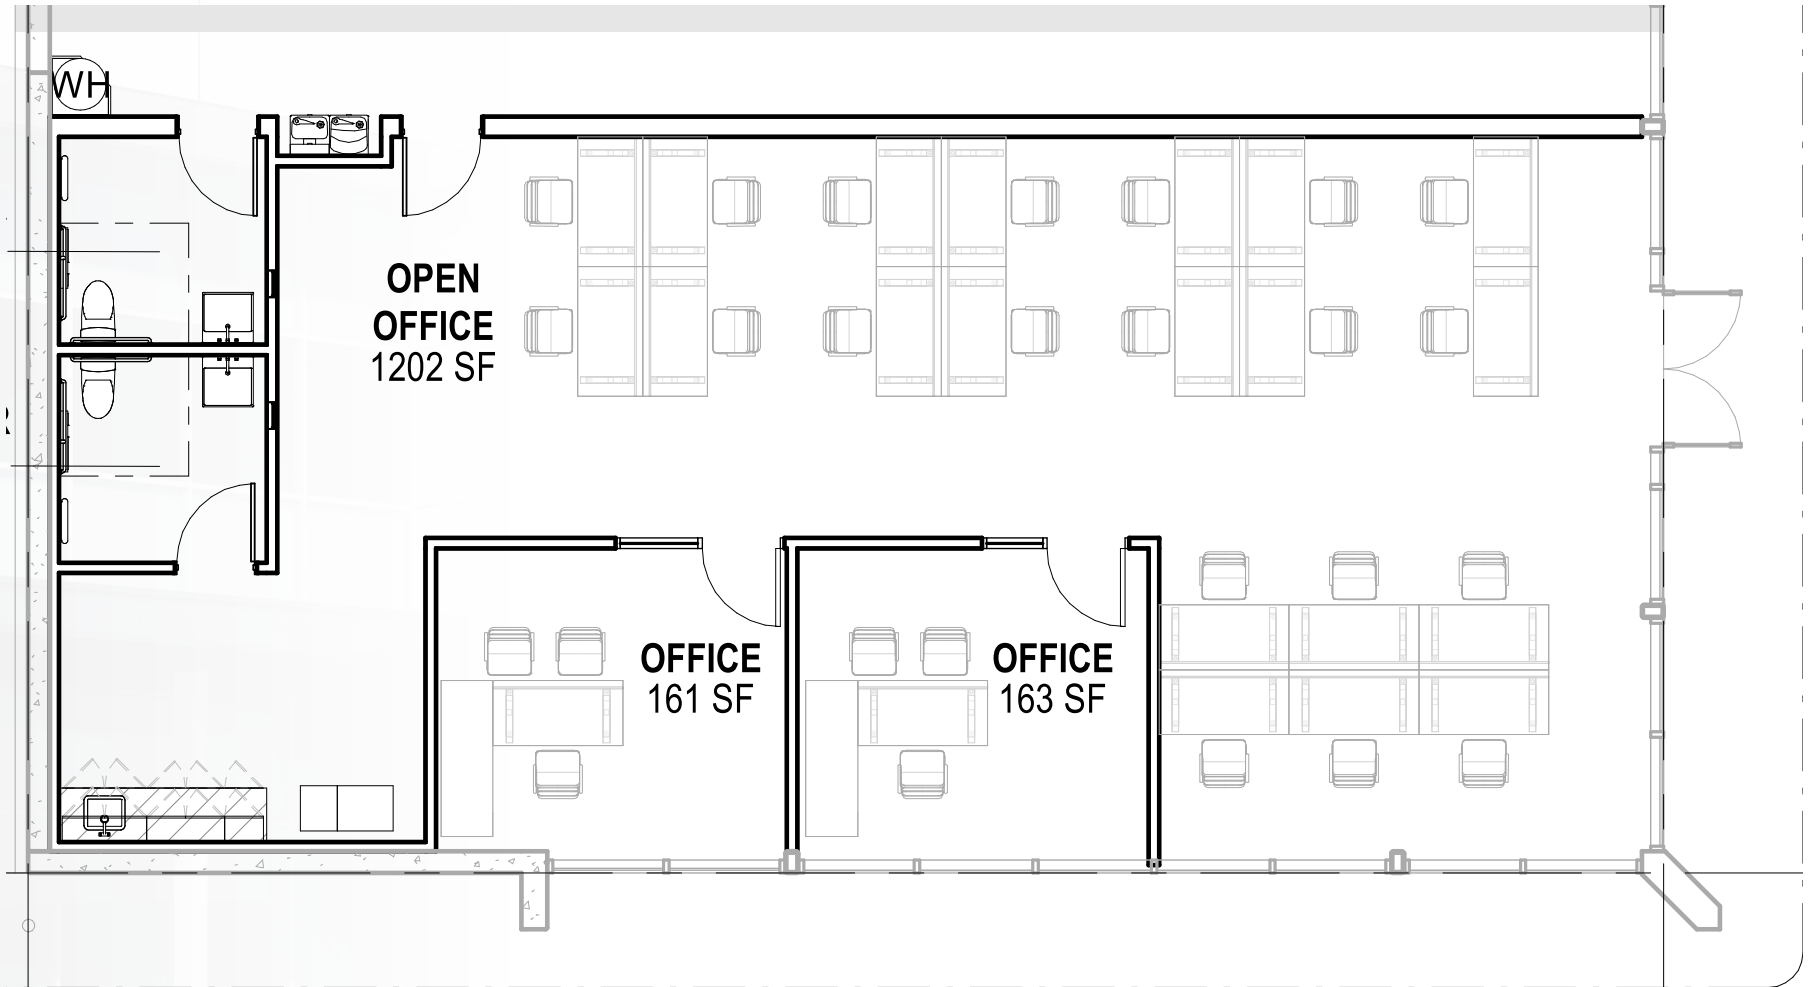 WH
OPEN
OFFICE
1202 SF
OFFICE
161 SF
OFFICE
163 SF